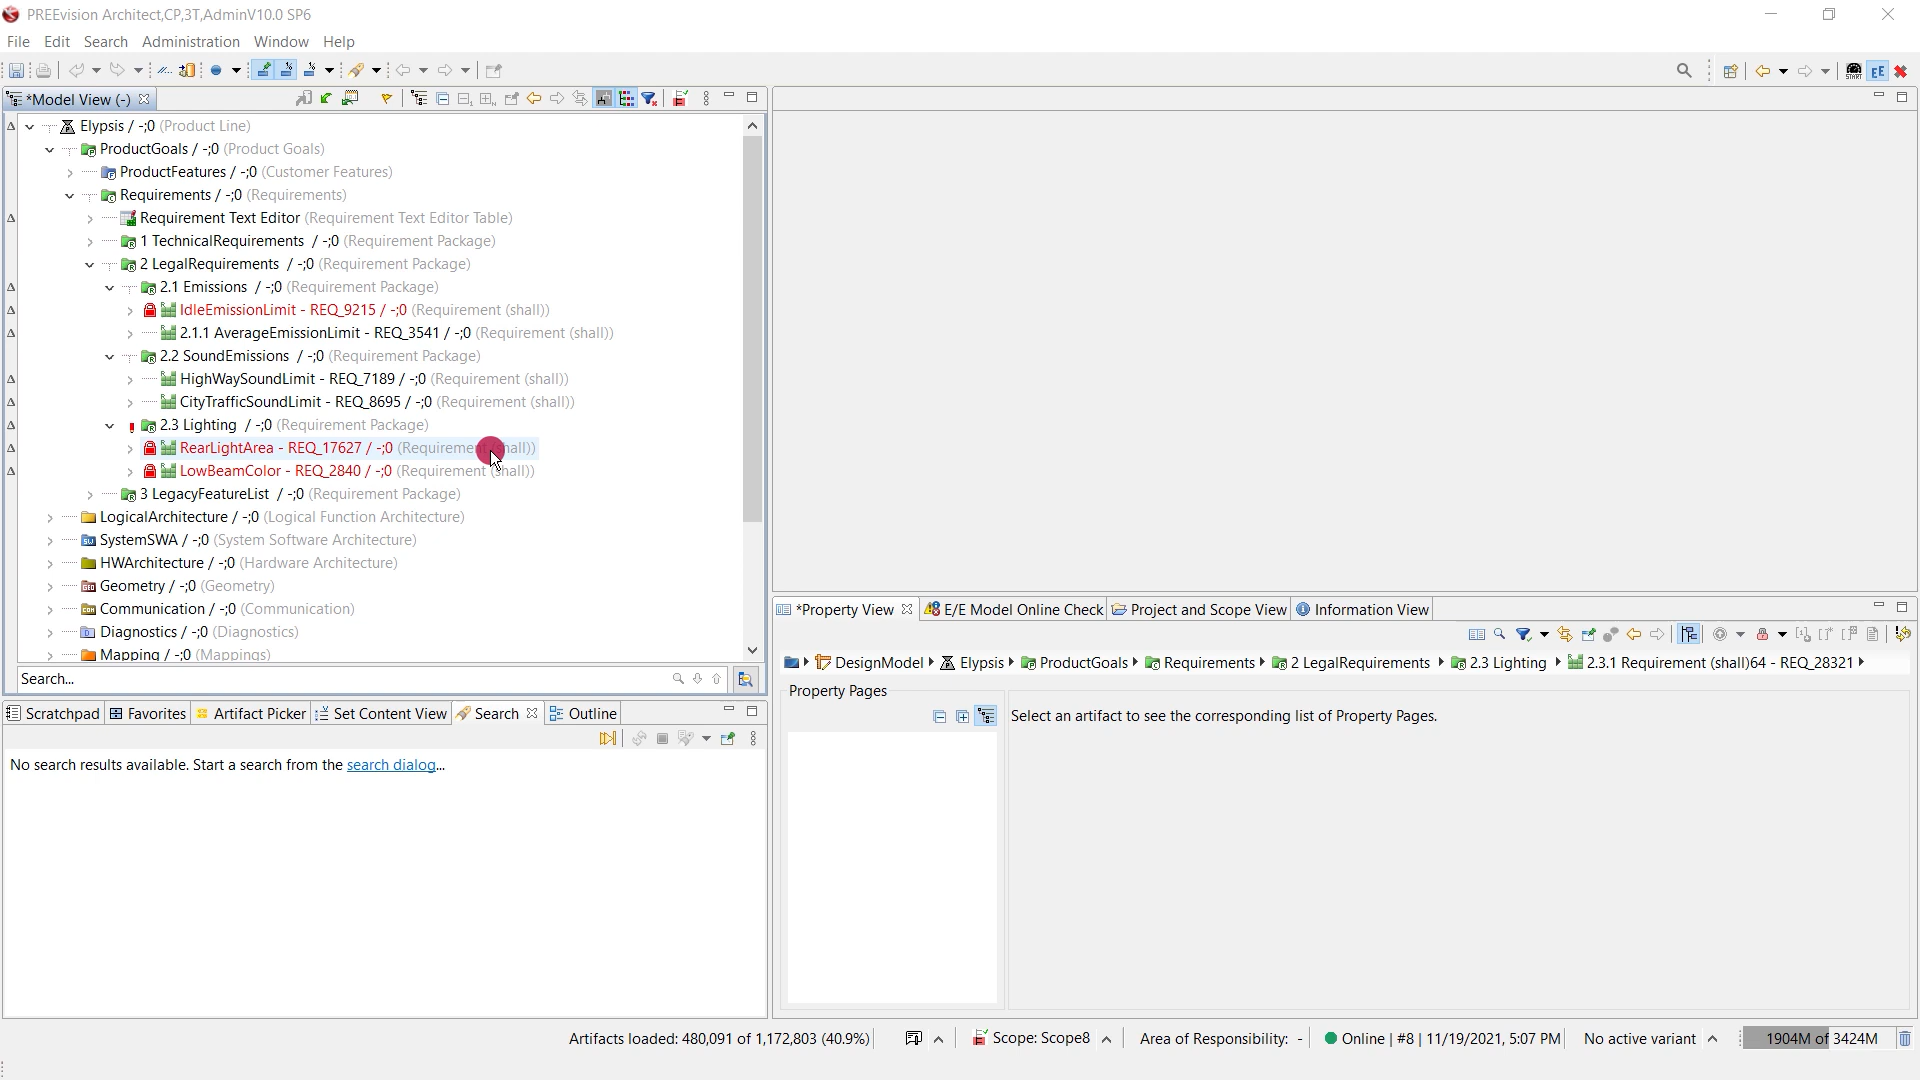 PREEvision Architect,CP,3T,AdminV10.0 SP6
File Edit Search Administration Window Help
START EE
*Model View (-)
Elypsis / -;0 (Product Line)
ProductGoals / -;0 (Product Goals)
ProductFeatures / -;0 (Customer Features)
Requirements / -;0 (Requirements)
Requirement Text Editor (Requirement Text Editor Table)
1 TechnicalRequirements / -;0 (Requirement Package)
2 LegalRequirements / -;0 (Requirement Package)
2.1 Emissions / -;0 (Requirement Package)
IdleEmissionLimit - REQ_9215 / -;0 (Requirement (shall))
2.1.1 AverageEmissionLimit - REQ_3541 / -;0 (Requirement (shall))
2.2 SoundEmissions / -;0 (Requirement Package)
HighWaySoundLimit - REQ_7189 / -;0 (Requirement (shall))
CityTrafficSoundLimit - REQ_8695 / -;0 (Requirement (shall))
2.3 Lighting / -;0 (Requirement Package)
RearLightArea - REQ_17627 / -;0 (Requirement (shall))
LowBeamColor - REQ_2840 / -;0 (Requirement (shall))
3 LegacyFeatureList / -;0 (Requirement Package)
LogicalArchitecture / -;0 (Logical Function Architecture)
SystemSWA / -;0 (System Software Architecture)
HWArchitecture / -;0 (Hardware Architecture)
Geometry / -;0 (Geometry)
Communication / -;0 (Communication)
Diagnostics / -;0 (Diagnostics)
Mapping / -;0 (Mappings)
Search...
Scratchpad Favorites Artifact Picker Set Content View Search Outline
No search results available. Start a search from the search dialog...
*Property View E/E Model Online Check Project and Scope View Information View
DesignModel Elypsis ProductGoals Requirements 2 LegalRequirements 2.3 Lighting 2.3.1 Requirement (shall)64 - REQ_28321
Property Pages
Select an artifact to see the corresponding list of Property Pages.
Artifacts loaded: 480,091 of 1,172,803 (40.9%) Scope: Scope8 Area of Responsibility: - Online | #8 | 11/19/2021, 5:07 PM No active variant 1904M of 3424M